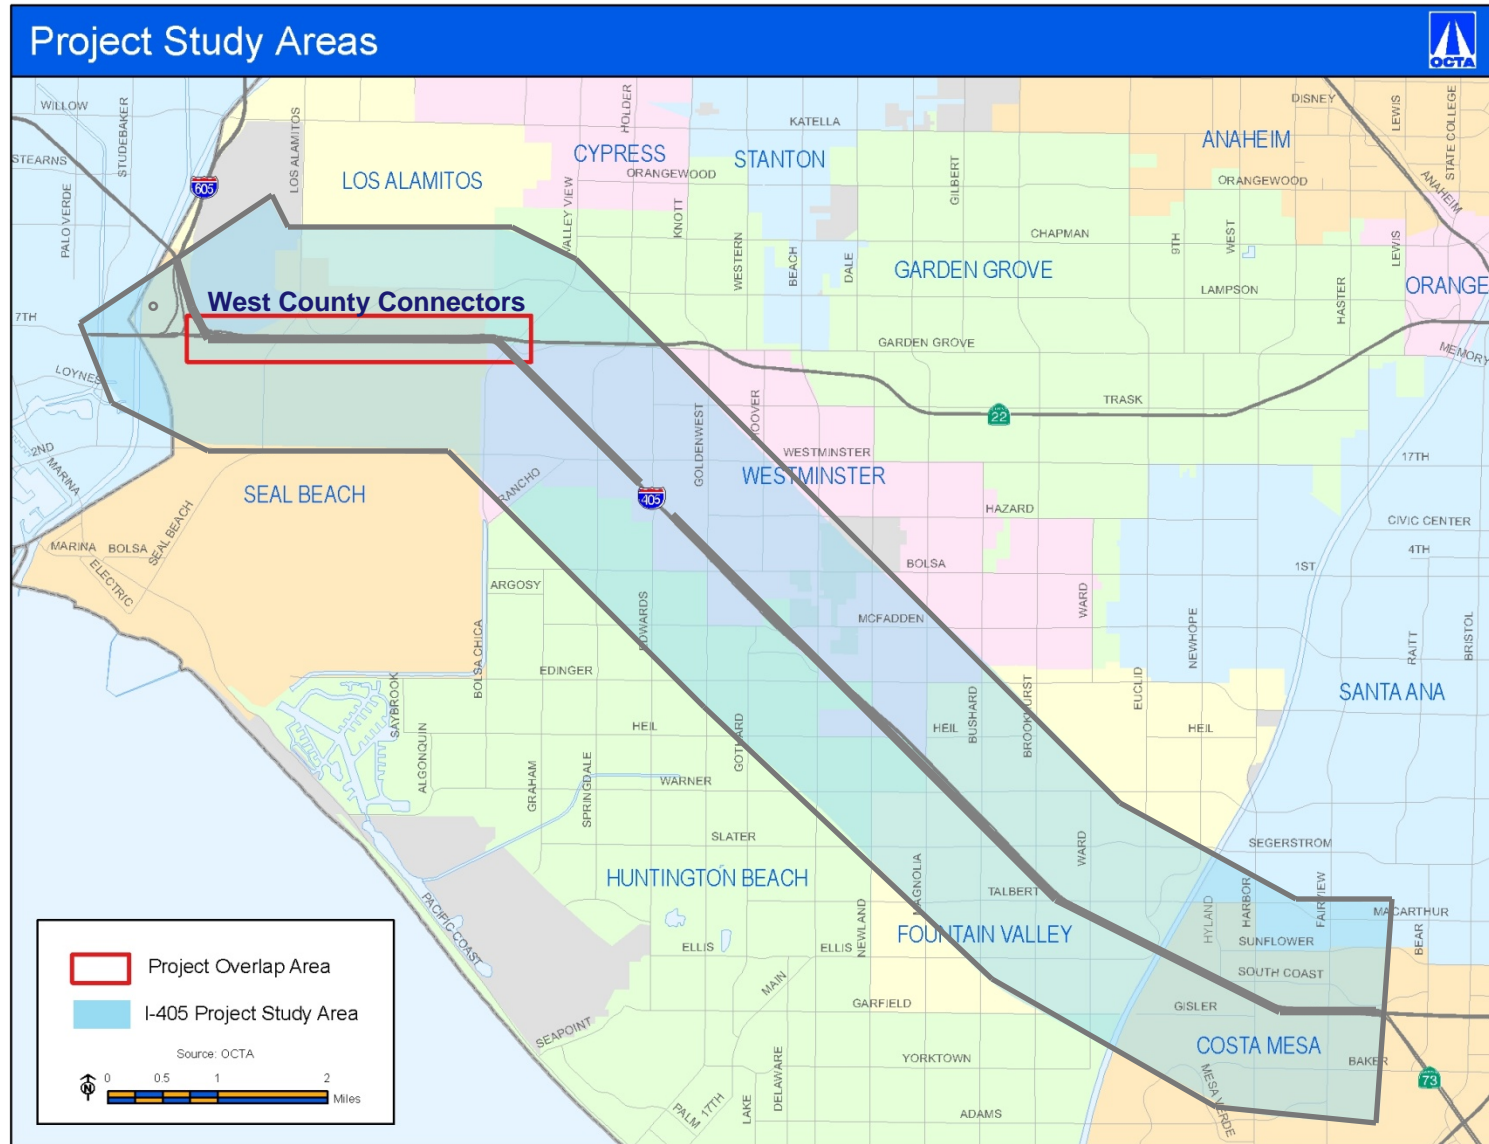 Project Study Areas
OCTA
WILLOW
STUDEBAKER
LOS ALAMITOS
HOLDER
KATELLA
DISNEY
LEWIS
STATE COLLEGE
STEARNS
605
LOS ALAMITOS
CYPRESS
ORANGEWOOD
STANTON
GILBERT
ANAHEIM
ORANGEWOOD
ANAHEIM
PALO VERDE
VALLEY VIEW
KNOTT
WESTERN
BEACH
DALE
CHAPMAN
9TH
WEST
LEWIS
GARDEN GROVE
LAMPSON
HASTER
ORANGE
West County Connectors
7TH
GARDEN GROVE
MEMORY
LOYNES
TRASK
22
GOLDENWEST
HOOVER
2ND
MARINA
WESTMINSTER
17TH
SEAL BEACH
RANCHO
405
WESTMINSTER
HAZARD
CIVIC CENTER
MARINA
BOLSA
SEAL BEACH
4TH
ELECTRIC
BOLSA
1ST
ARGOSY
EDWARDS
MCFADDEN
WARD
NEWHOPE
RAITT
BRISTOL
BOLSA CHICA
EDINGER
EUCLID
SANTA ANA
SAYBROOK
ALGONQUIN
HEIL
GOTHARD
HEIL
BUSHARD
BROOKHURST
HEIL
GRAHAM
SPRINGDALE
WARNER
SLATER
WARD
SEGERSTROM
HUNTINGTON BEACH
MAGNOLIA
TALBERT
HYLAND
HARBOR
FAIRVIEW
MACARTHUR
PACIFIC COAST
ELLIS
ELLIS
NEWLAND
FOUNTAIN VALLEY
SUNFLOWER
BEAR
SOUTH COAST
MAIN
GARFIELD
GISLER
SEAPOINT
COSTA MESA
YORKTOWN
BAKER
73
DELAWARE
LAKE
PALM
17TH
ADAMS
MESA VERDE
Project Overlap Area
I-405 Project Study Area
Source: OCTA
N
0 0.5 1 2
Miles